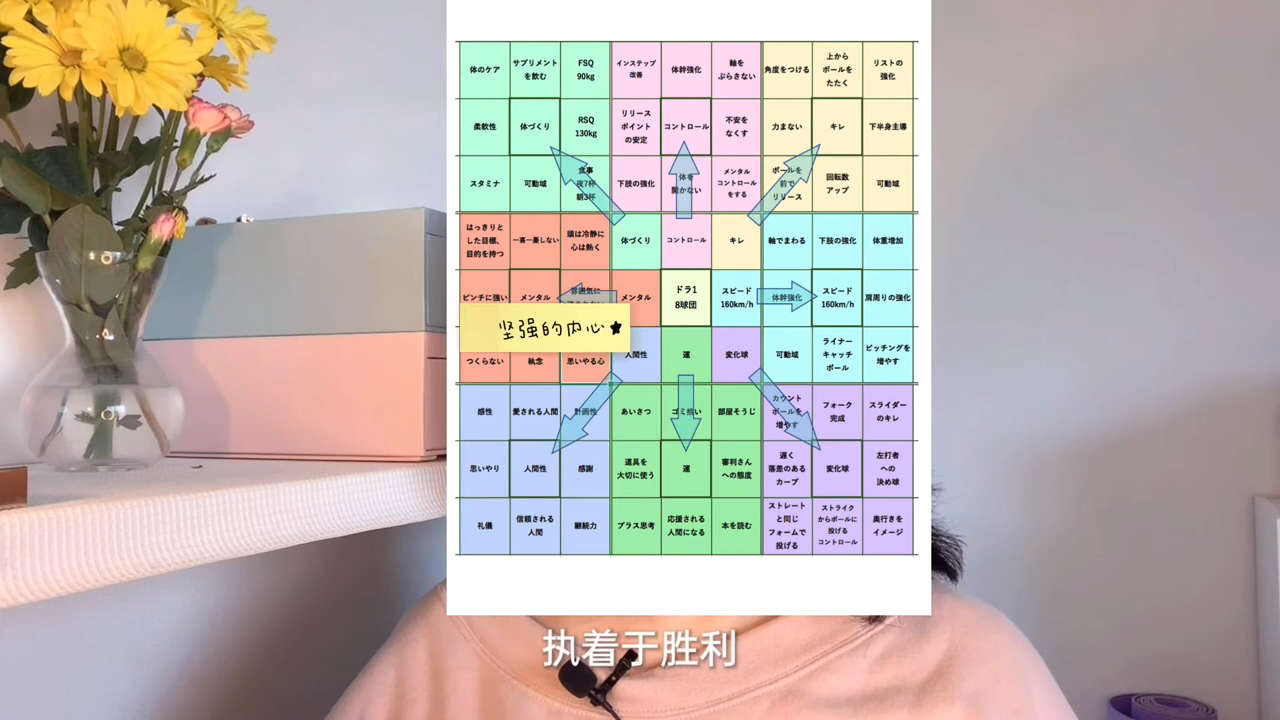 体のケア
サプリメント
を飲む
FSQ
90kg
インステップ
改善
体幹強化
軸を
ぶらさない
角度をつける
上から
ボールを
たたく
リストの
強化
柔軟性
体づくり
RSQ
130kg
リリース
ポイント
の安定
コントロール
不安を
なくす
力まない
キレ
下半身主導
スタミナ
可動域
食事
夜7杯
朝3杯
下肢の強化
体を
開かない
メンタル
コントロール
をする
ボールを
前で
リリース
回転数
アップ
可動域
はっきりと
した目標、
目的を持つ
一喜一憂しない
頭は冷静に
心は熱く
体づくり
コントロール
キレ
軸でまわる
下肢の強化
体重増加
ピンチに強い
メンタル
雰囲気に
メンタル
ドラ1
8球団
スピード
160km/h
体幹強化
スピード
160km/h
肩周りの強化
坚强的内心★
つくらない
執念
思いやる心
人間性
運
変化球
可動域
ライナー
キャッチ
ボール
ピッチングを
増やす
感性
愛される人間
計画性
あいさつ
ゴミ拾い
部屋そうじ
カウント
ボールを
増やす
フォーク
完成
スライダー
のキレ
思いやり
人間性
感謝
道具を
大切に使う
運
審判さん
への態度
遅く
落差のある
カーブ
変化球
左打者
への
決め球
礼儀
信頼される
人間
継続力
プラス思考
応援される
人間になる
本を読む
ストレート
と同じ
フォームで
投げる
ストライク
からボールに
投げる
コントロール
奥行きを
イメージ
执着于胜利